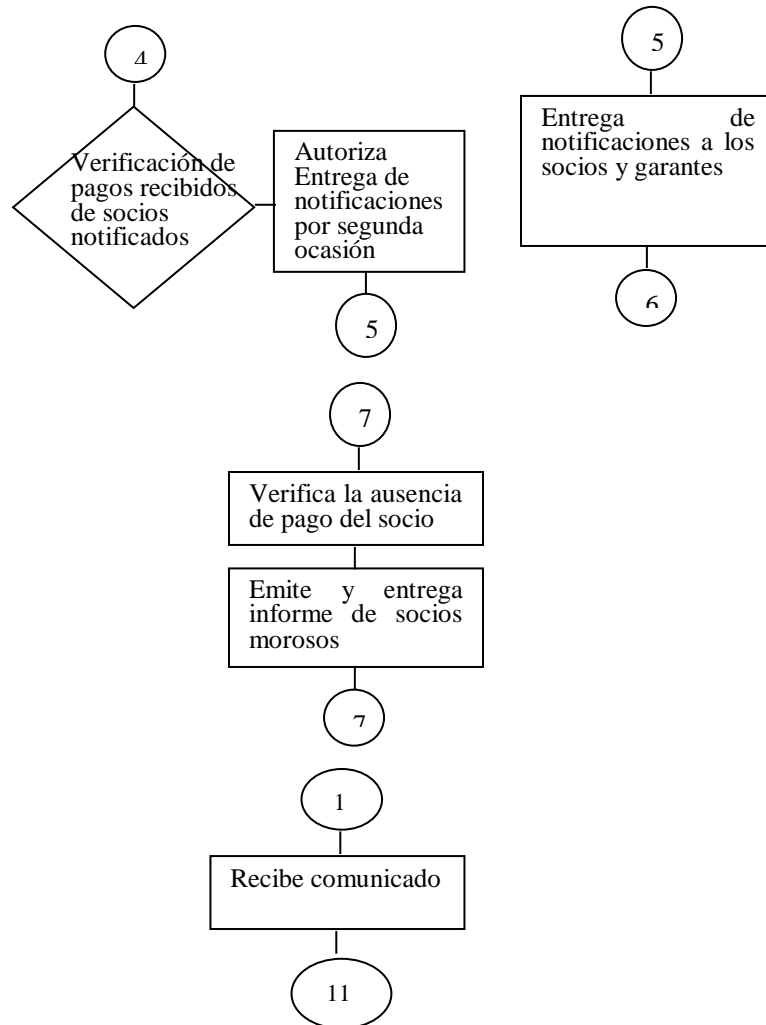 4
Verificación de
pagos recibidos
de socios
notificados
Autoriza
Entrega de
notificaciones
por segunda
ocasión
5
5
Entrega de
notificaciones a los
socios y garantes
6
7
Verifica la ausencia
de pago del socio
Emite y entrega
informe de socios
morosos
7
1
Recibe comunicado
11